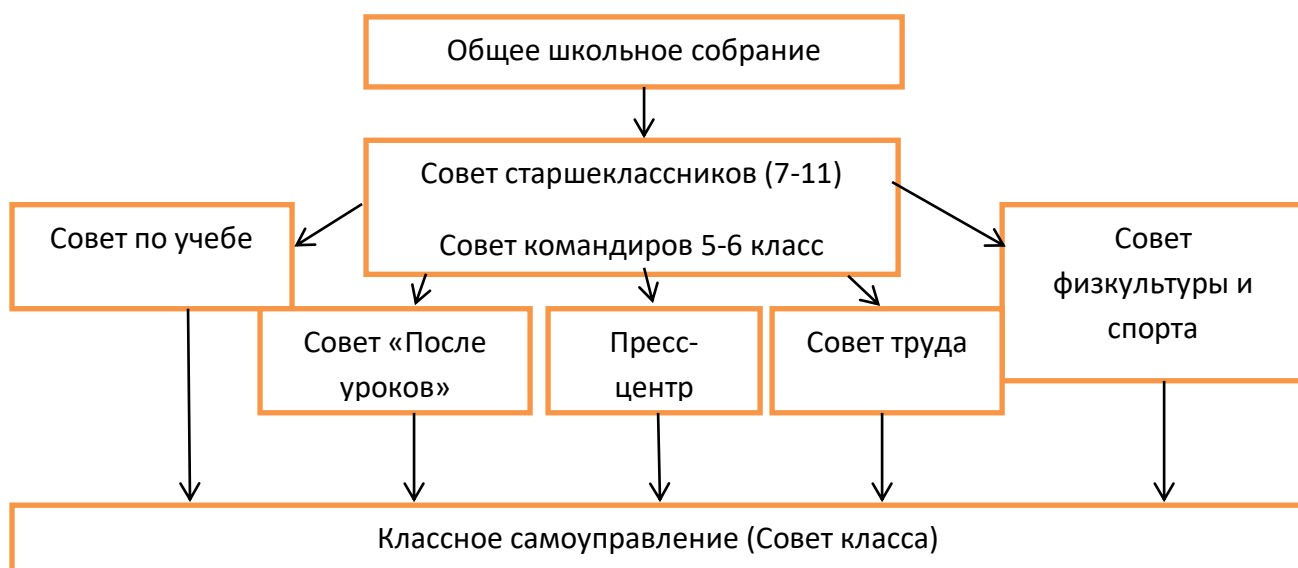 Общее школьное собрание
Совет старшеклассников (7-11)
Совет командиров 5-6 класс
Совет по учебе
Совет
физкультуры и
спорта
Совет «После
уроков»
Пресс-
центр
Совет труда
Классное самоуправление (Совет класса)